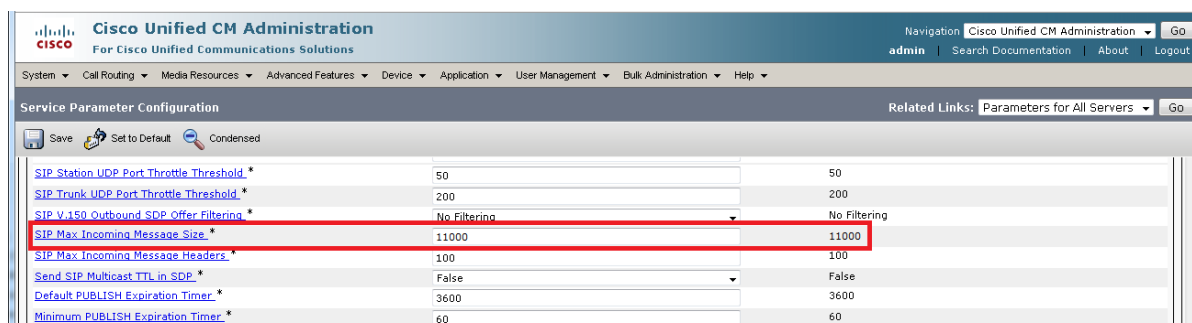 Cisco Unified CM Administration
Navigation Cisco Unified CM Administration Go
CISCO For Cisco Unified Communications Solutions
admin | Search Documentation | About | Logout
System Call Routing Media Resources Advanced Features Device Application User Management Bulk Administration Help
Service Parameter Configuration Related Links: Parameters for All Servers Go
Save Set to Default Condensed
SIP Station UDP Port Throttle Threshold * 50 50
SIP Trunk UDP Port Throttle Threshold * 200 200
SIP V.150 Outbound SDP Offer Filtering * No Filtering No Filtering
SIP Max Incoming Message Size * 11000 11000
SIP Max Incoming Message Headers * 100 100
Send SIP Multicast TTL in SDP * False False
Default PUBLISH Expiration Timer * 3600 3600
Minimum PUBLISH Expiration Timer * 60 60